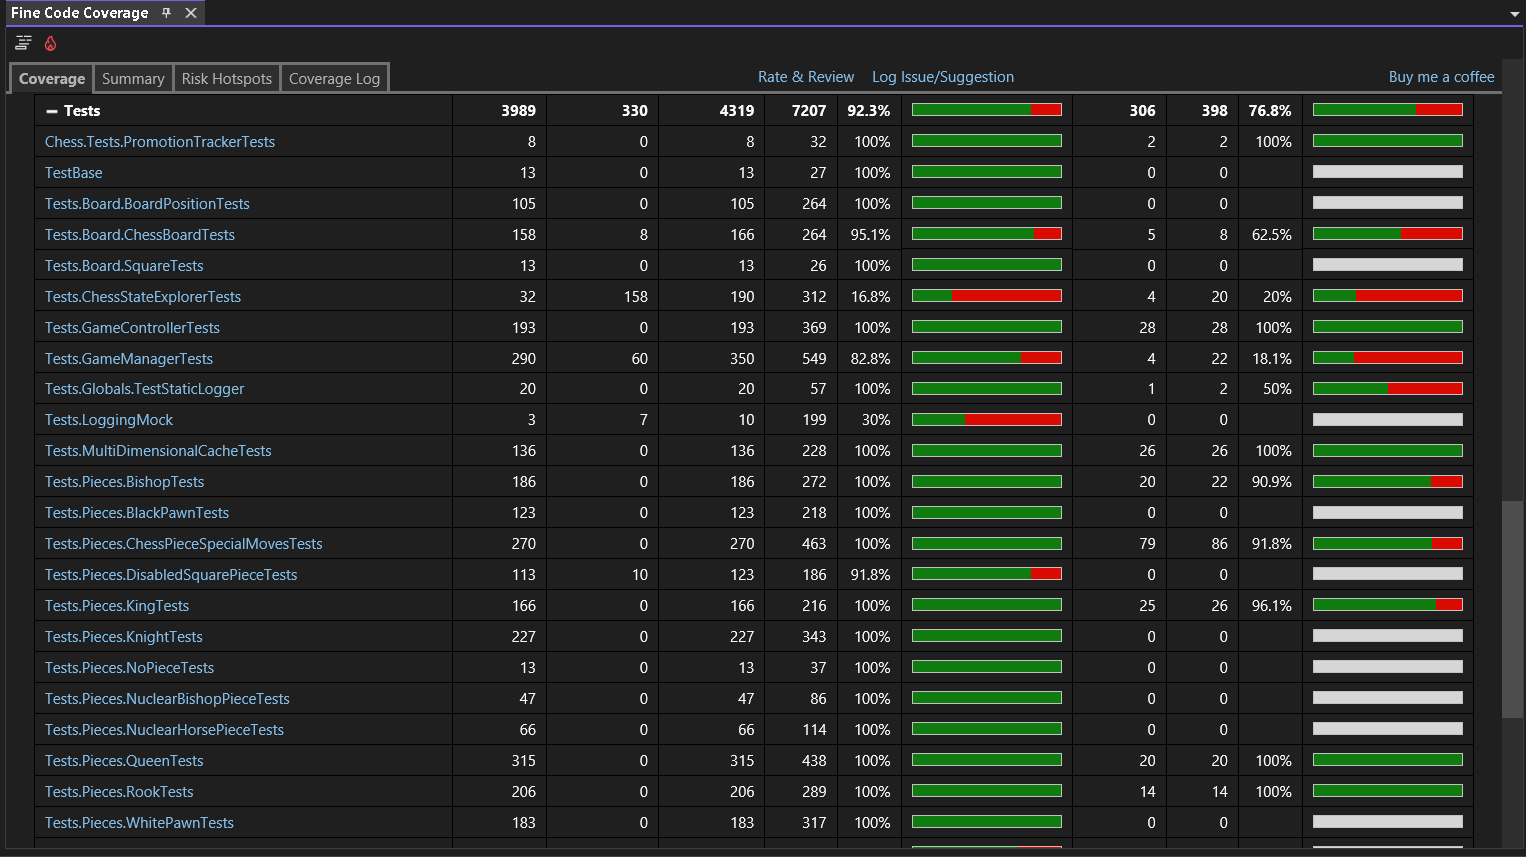 Fine Code Coverage
Coverage Summary Risk Hotspots Coverage Log Rate & Review Log Issue/Suggestion Buy me a coffee
Tests 3989 330 4319 7207 92.3% 306 398 76.8%
Chess.Tests.PromotionTrackerTests 8 0 8 32 100% 2 2 100%
TestBase 13 0 13 27 100% 0 0
Tests.Board.BoardPositionTests 105 0 105 264 100% 0 0
Tests.Board.ChessBoardTests 158 8 166 264 95.1% 5 8 62.5%
Tests.Board.SquareTests 13 0 13 26 100% 0 0
Tests.ChessStateExplorerTests 32 158 190 312 16.8% 4 20 20%
Tests.GameControllerTests 193 0 193 369 100% 28 28 100%
Tests.GameManagerTests 290 60 350 549 82.8% 4 22 18.1%
Tests.Globals.TestStaticLogger 20 0 20 57 100% 1 2 50%
Tests.LoggingMock 3 7 10 199 30% 0 0
Tests.MultiDimensionalCacheTests 136 0 136 228 100% 26 26 100%
Tests.Pieces.BishopTests 186 0 186 272 100% 20 22 90.9%
Tests.Pieces.BlackPawnTests 123 0 123 218 100% 0 0
Tests.Pieces.ChessPieceSpecialMovesTests 270 0 270 463 100% 79 86 91.8%
Tests.Pieces.DisabledSquarePieceTests 113 10 123 186 91.8% 0 0
Tests.Pieces.KingTests 166 0 166 216 100% 25 26 96.1%
Tests.Pieces.KnightTests 227 0 227 343 100% 0 0
Tests.Pieces.NoPieceTests 13 0 13 37 100% 0 0
Tests.Pieces.NuclearBishopPieceTests 47 0 47 86 100% 0 0
Tests.Pieces.NuclearHorsePieceTests 66 0 66 114 100% 0 0
Tests.Pieces.QueenTests 315 0 315 438 100% 20 20 100%
Tests.Pieces.RookTests 206 0 206 289 100% 14 14 100%
Tests.Pieces.WhitePawnTests 183 0 183 317 100% 0 0